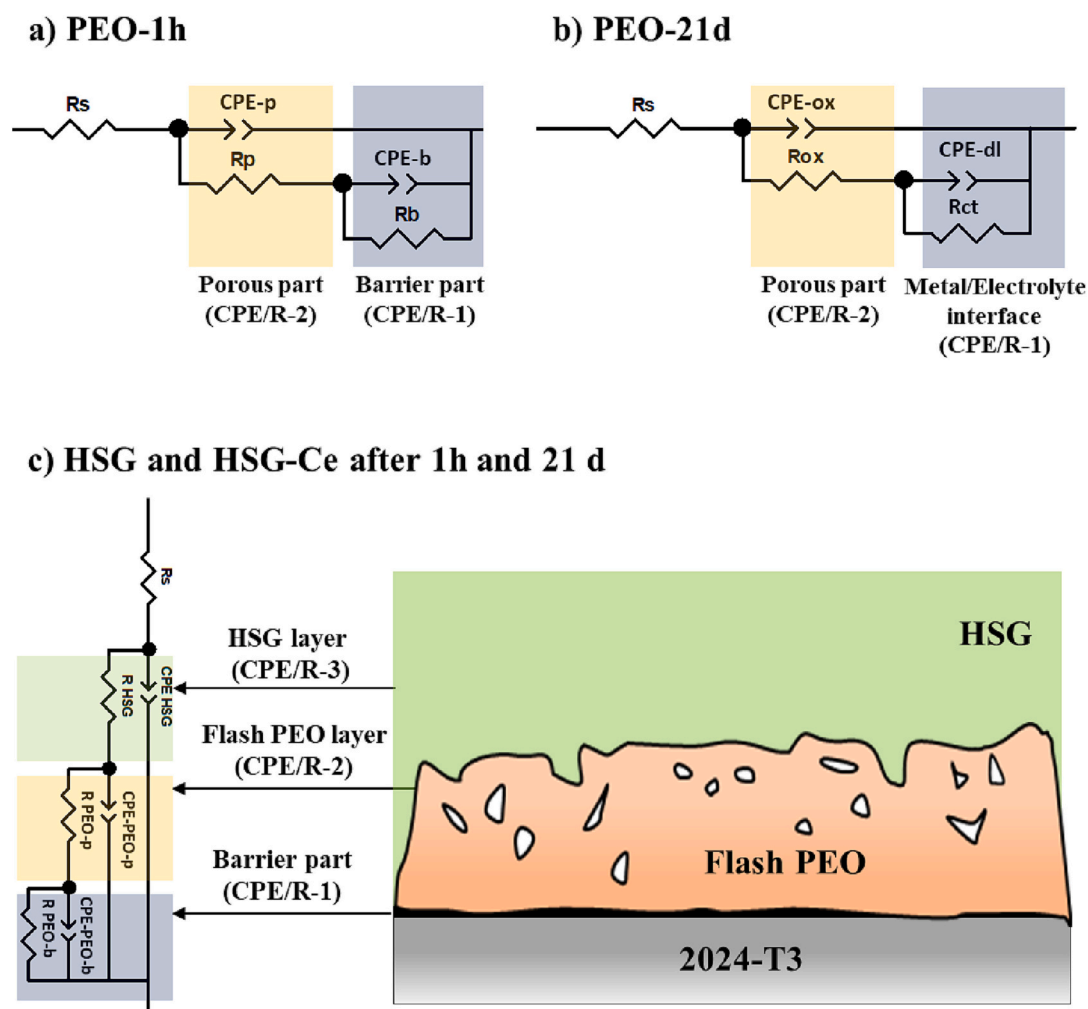 a) PEO-1h
Rs
CPE-p
Rp
CPE-b
Rb
Porous part
(CPE/R-2)
Barrier part
(CPE/R-1)
b) PEO-21d
Rs
CPE-ox
Rox
CPE-dl
Rct
Porous part
(CPE/R-2)
Metal/Electrolyte
interface
(CPE/R-1)
c) HSG and HSG-Ce after 1h and 21 d
Rs
CPE HSG
R HSG
CPE-PEO-p
R PEO-p
CPE-PEO-b
R PEO-b
HSG layer
(CPE/R-3)
Flash PEO layer
(CPE/R-2)
Barrier part
(CPE/R-1)
HSG
Flash PEO
2024-T3